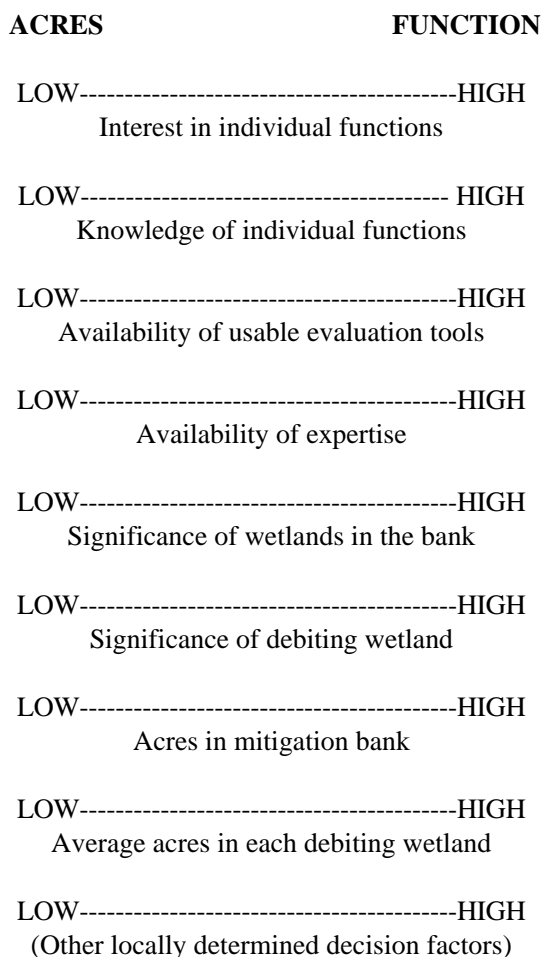 ACRES FUNCTION
LOW------------------------------------------HIGH
Interest in individual functions
LOW----------------------------------------- HIGH
Knowledge of individual functions
LOW------------------------------------------HIGH
Availability of usable evaluation tools
LOW------------------------------------------HIGH
Availability of expertise
LOW------------------------------------------HIGH
Significance of wetlands in the bank
LOW------------------------------------------HIGH
Significance of debiting wetland
LOW------------------------------------------HIGH
Acres in mitigation bank
LOW------------------------------------------HIGH
Average acres in each debiting wetland
LOW------------------------------------------HIGH
(Other locally determined decision factors)